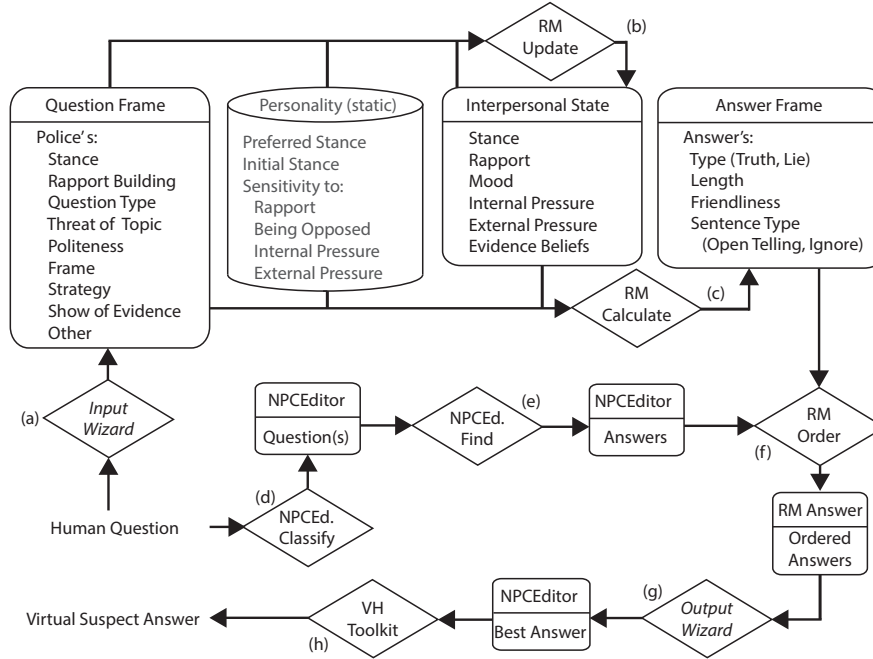 RM
Update
(b)
Question Frame
Police's:
Stance
Rapport Building
Question Type
Threat of Topic
Politeness
Frame
Strategy
Show of Evidence
Other
Personality (static)
Preferred Stance
Initial Stance
Sensitivity to:
Rapport
Being Opposed
Internal Pressure
External Pressure
Interpersonal State
Stance
Rapport
Mood
Internal Pressure
External Pressure
Evidence Beliefs
Answer Frame
Answer's:
Type (Truth, Lie)
Length
Friendliness
Sentence Type
(Open Telling, Ignore)
RM
Calculate
(c)
(a)
Input
Wizard
NPCEditor
Question(s)
NPCEd.
Find
(e)
NPCEditor
Answers
RM
Order
(f)
Human Question
(d)
NPCEd.
Classify
RM Answer
Ordered
Answers
Virtual Suspect Answer
VH
Toolkit
(h)
NPCEditor
Best Answer
(g)
Output
Wizard